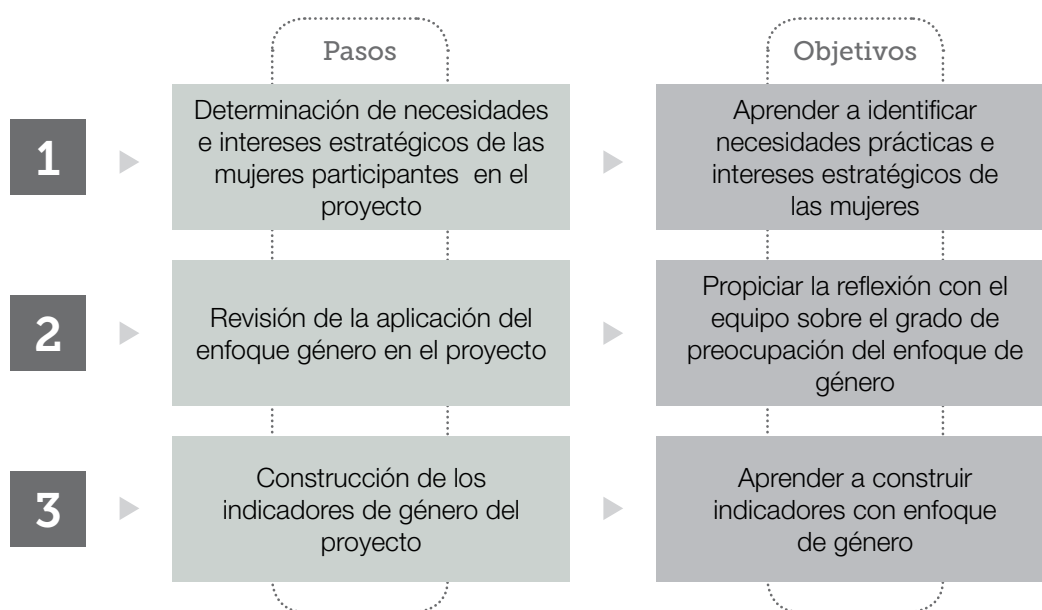 Pasos
Objetivos
1
Determinación de necesidades
e intereses estratégicos de las
mujeres participantes en el
proyecto
Aprender a identificar
necesidades prácticas e
intereses estratégicos de
las mujeres
2
Revisión de la aplicación del
enfoque género en el proyecto
Propiciar la reflexión con el
equipo sobre el grado de
preocupación del enfoque de
género
3
Construcción de los
indicadores de género del
proyecto
Aprender a construir
indicadores con enfoque
de género